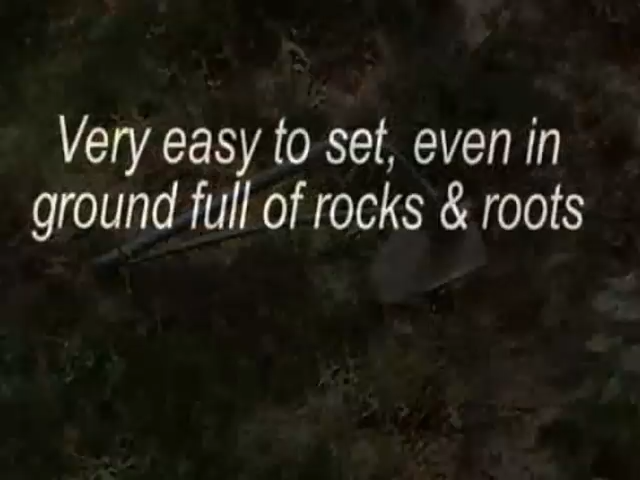 Very easy to set, even in
ground full of rocks & roots